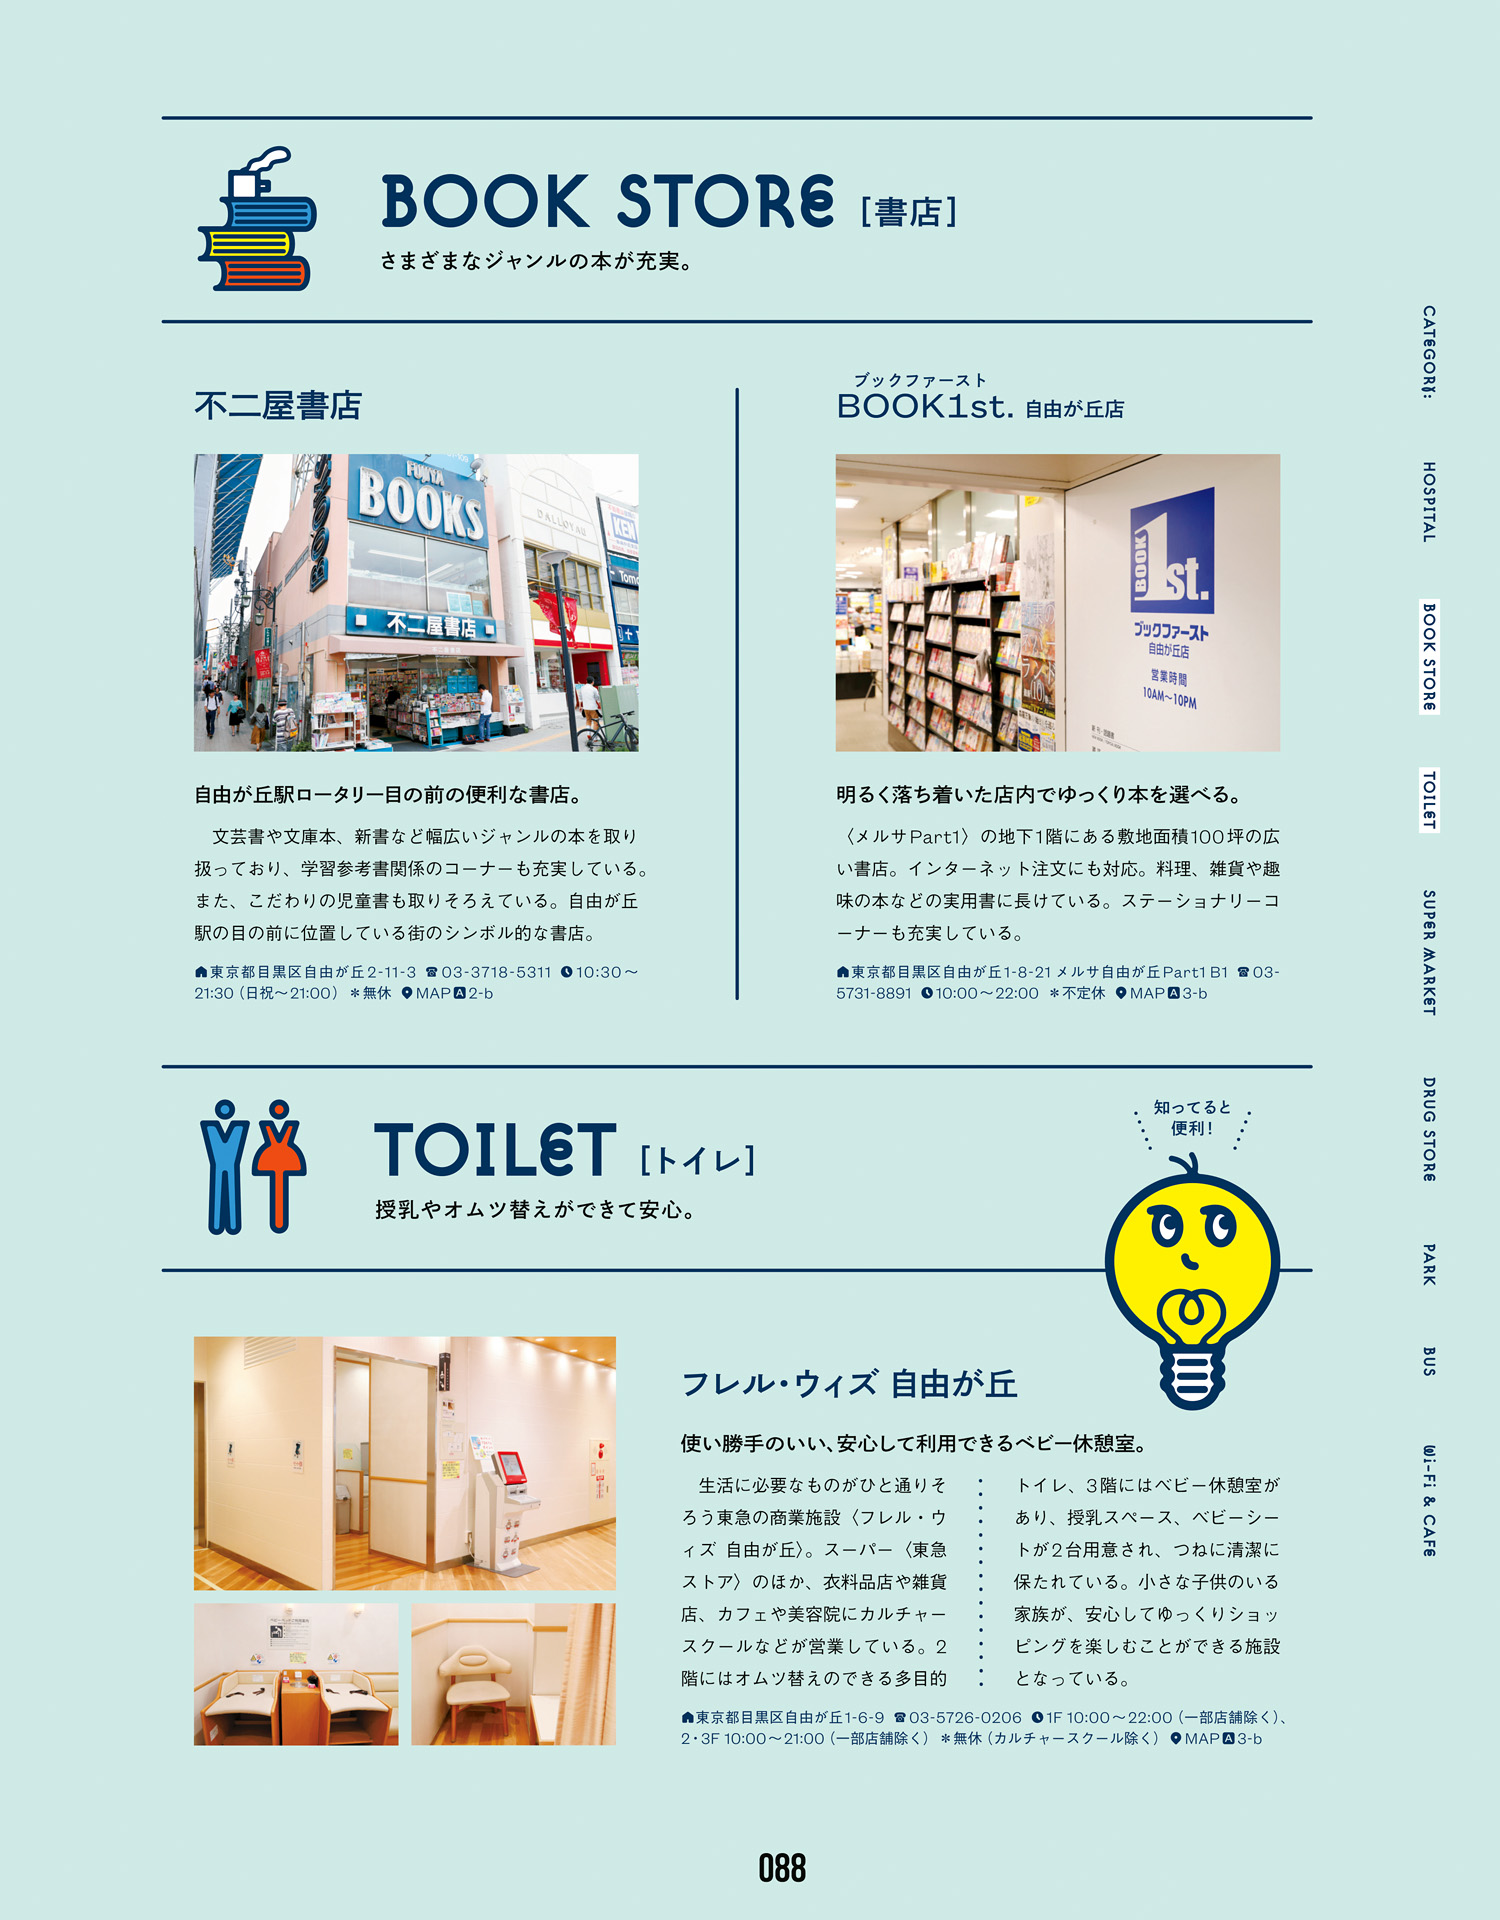 BOOK STORE [書店]
さまざまなジャンルの本が充実。
不二屋書店
FUJIYA
BOOKS
DALLOYAU
KEN
不二屋書店
自由が丘駅ロータリー目の前の便利な書店。
文芸書や文庫本、新書など幅広いジャンルの本を取り
扱っており、学習参考書関係のコーナーも充実している。
また、こだわりの児童書も取りそろえている。自由が丘
駅の目の前に位置している街のシンボル的な書店。
東京都目黒区自由が丘2-11-3 ☎03-3718-5311 10:30〜
21:30（日祝〜21:00） ＊無休 MAP A 2-b
ブックファースト
BOOK1st. 自由が丘店
BOOK 1st.
ブックファースト
自由が丘店
営業時間
10AM〜10PM
明るく落ち着いた店内でゆっくり本を選べる。
〈メルサPart1〉の地下1階にある敷地面積100坪の広
い書店。インターネット注文にも対応。料理、雑貨や趣
味の本などの実用書に長けている。ステーショナリーコ
ーナーも充実している。
東京都目黒区自由が丘1-8-21 メルサ自由が丘Part1 B1 ☎03-
5731-8891 10:00〜22:00 ＊不定休 MAP A 3-b
TOILET [トイレ]
授乳やオムツ替えができて安心。
知ってると
便利！
フレル・ウィズ 自由が丘
使い勝手のいい、安心して利用できるベビー休憩室。
生活に必要なものがひと通りそ
ろう東急の商業施設〈フレル・ウ
ィズ 自由が丘〉。スーパー〈東急
ストア〉のほか、衣料品店や雑貨
店、カフェや美容院にカルチャー
スクールなどが営業している。2
階にはオムツ替えのできる多目的
トイレ、3階にはベビー休憩室が
あり、授乳スペース、ベビーシー
トが2台用意され、つねに清潔に
保たれている。小さな子供のいる
家族が、安心してゆっくりショッ
ピングを楽しむことができる施設
となっている。
東京都目黒区自由が丘1-6-9 ☎03-5726-0206 1F 10:00〜22:00（一部店舗除く）、
2・3F 10:00〜21:00（一部店舗除く） ＊無休（カルチャースクール除く） MAP A 3-b
CATEGORY:
HOSPITAL
BOOK STORE
TOILET
SUPER MARKET
DRUG STORE
PARK
BUS
Wi-Fi & CAFE
088